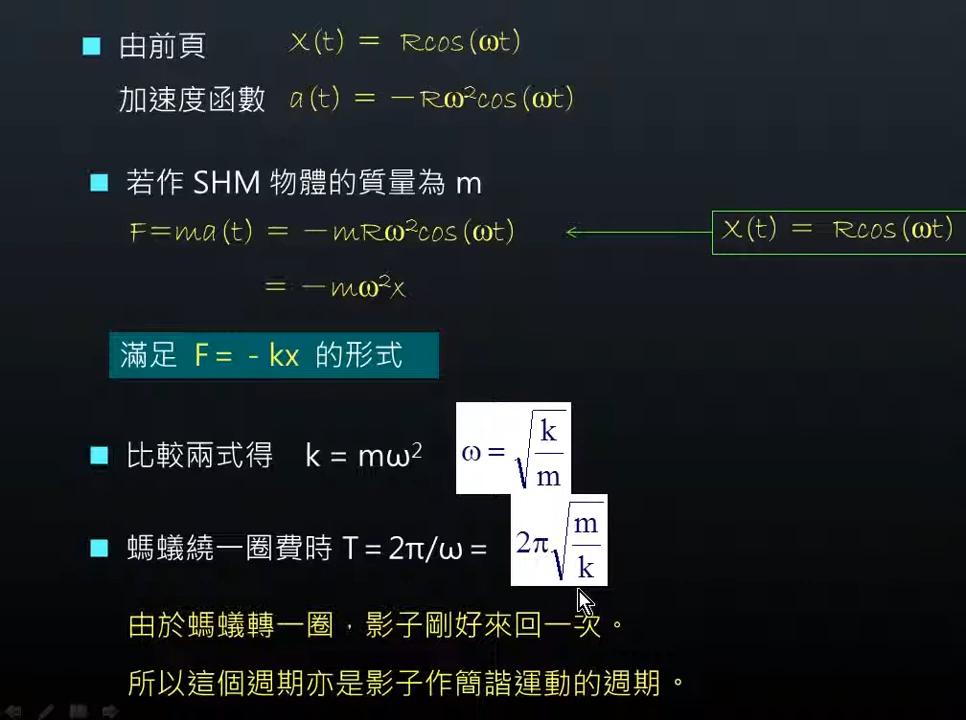 由前頁 X(t) = Rcos(ωt)
加速度函數 a(t) = -Rω²cos(ωt)
若作 SHM 物體的質量為 m
F=ma(t) = -mRω²cos(ωt)
X(t) = Rcos(ωt)
= -mω²x
滿足 F = - kx 的形式
比較兩式得 k = mω² ω = √(k/m)
螞蟻繞一圈費時 T = 2π/ω = 2π√(m/k)
由於螞蟻轉一圈，影子剛好來回一次。
所以這個週期亦是影子作簡諧運動的週期。